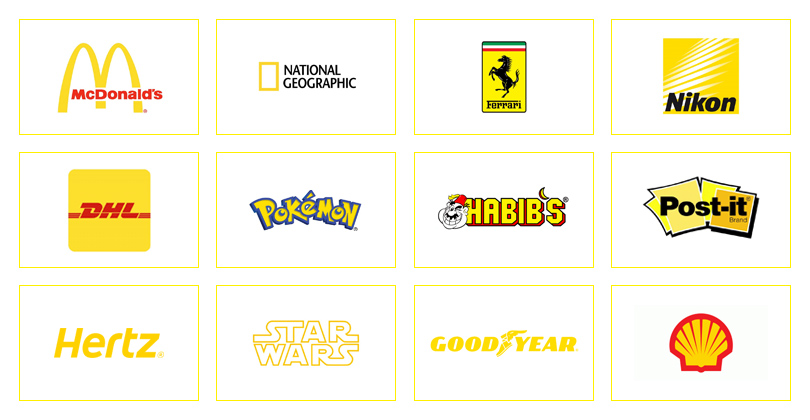 McDonald's®
NATIONAL
GEOGRAPHIC
Ferrari
Nikon
DHL
POKéMON®
HABIB'S®
Post-it®
Brand
Hertz®
STAR
WARS
GOODYEAR